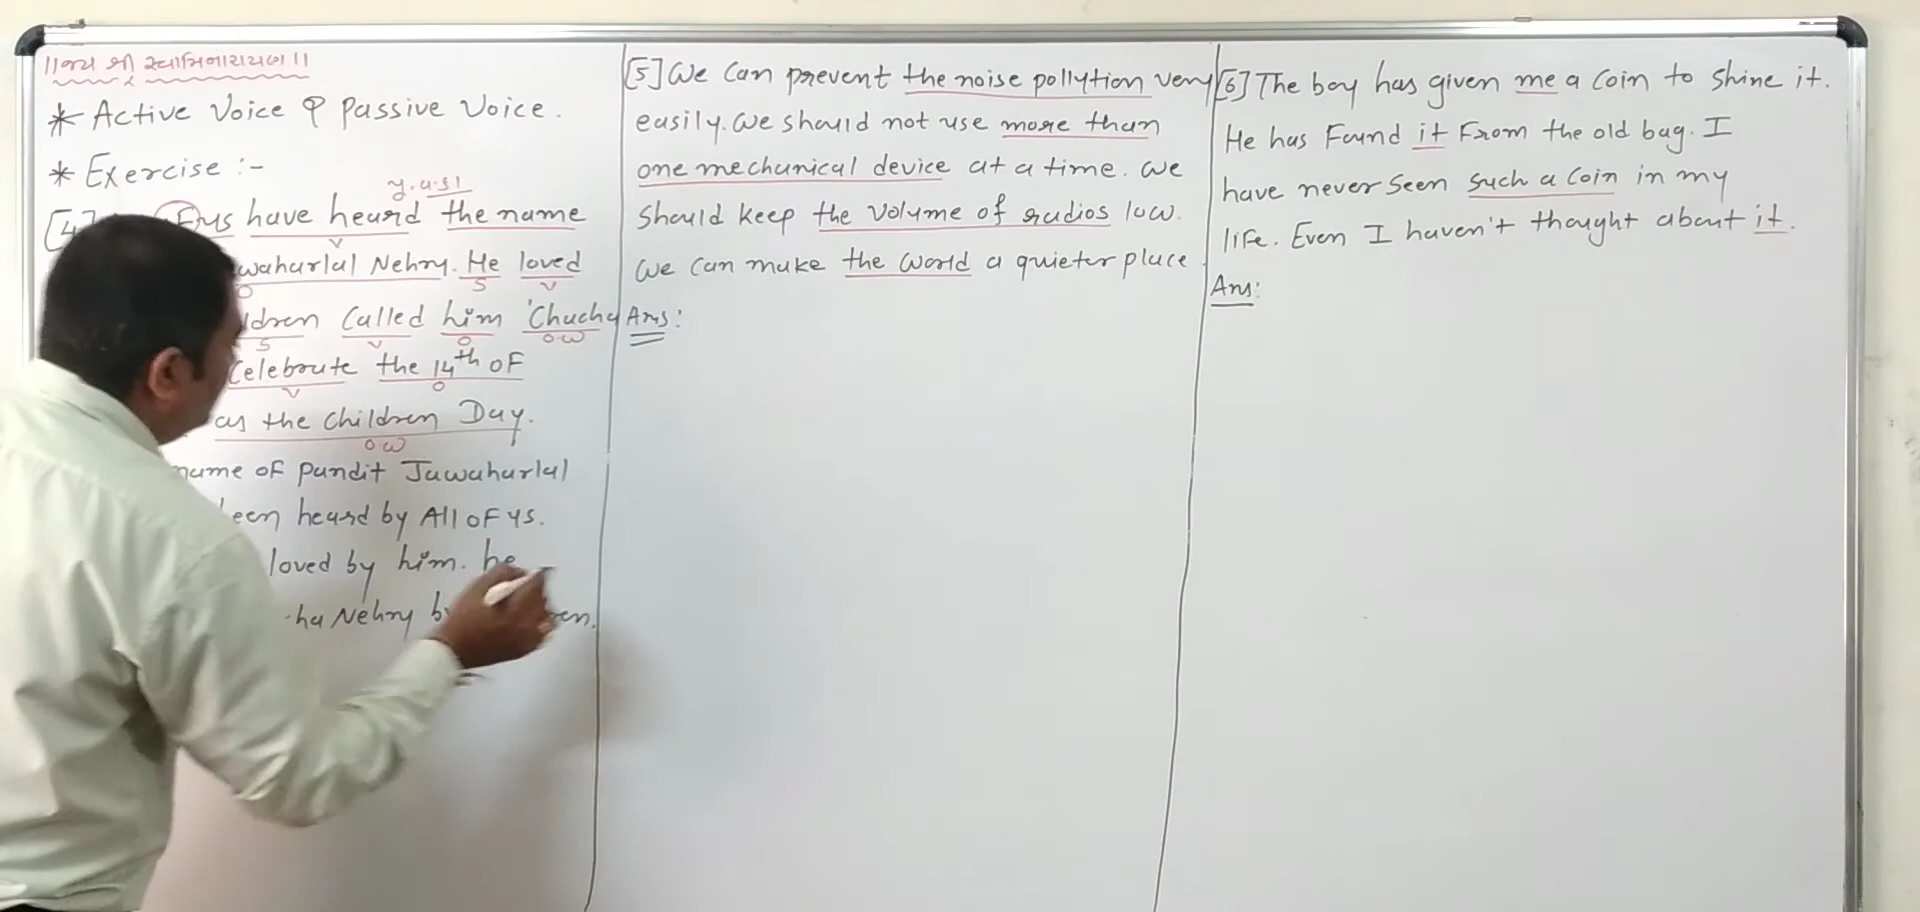 ॥જય શ્રી સ્વામિનારાયણ॥
* Active Voice & Passive Voice.
* Exercise :-
[4] us have heard the name
waharlal Nehru. He loved
S V
O
ldren called him 'Chacha
S V O O.W
celebrate the 14th of
V O
as the children Day.
O.W
name of pandit Jawaharlal
been heard by All of us.
loved by him. he
cha Nehru by ren.
[5] We can prevent the noise pollution very
easily. We should not use more than
one mechanical device at a time. We
should keep the volume of radios low.
We can make the world a quieter place.
Ans:
[6] The boy has given me a coin to shine it.
He has found it from the old bag. I
have never seen such a coin in my
life. Even I haven't thought about it.
Ans: